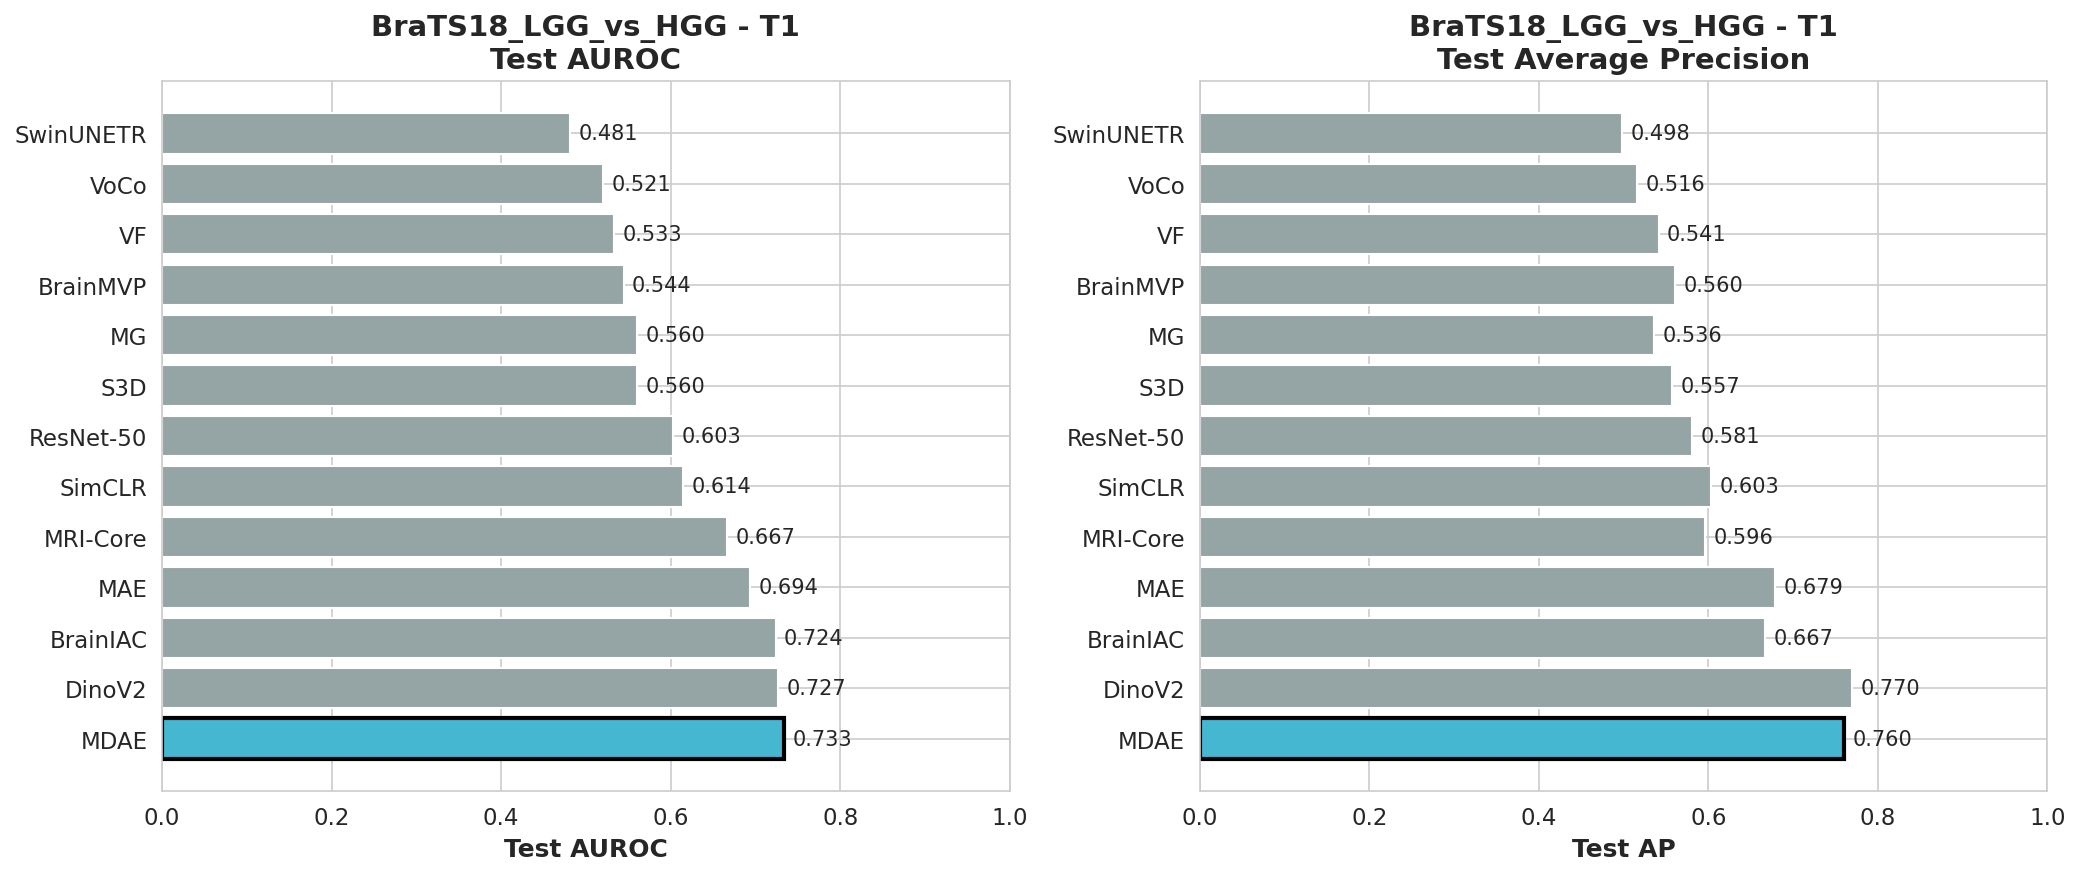 BraTS18_LGG_vs_HGG - T1
Test AUROC
SwinUNETR 0.481
VoCo 0.521
VF 0.533
BrainMVP 0.544
MG 0.560
S3D 0.560
ResNet-50 0.603
SimCLR 0.614
MRI-Core 0.667
MAE 0.694
BrainIAC 0.724
DinoV2 0.727
MDAE 0.733
0.0 0.2 0.4 0.6 0.8 1.0
Test AUROC
BraTS18_LGG_vs_HGG - T1
Test Average Precision
SwinUNETR 0.498
VoCo 0.516
VF 0.541
BrainMVP 0.560
MG 0.536
S3D 0.557
ResNet-50 0.581
SimCLR 0.603
MRI-Core 0.596
MAE 0.679
BrainIAC 0.667
DinoV2 0.770
MDAE 0.760
0.0 0.2 0.4 0.6 0.8 1.0
Test AP